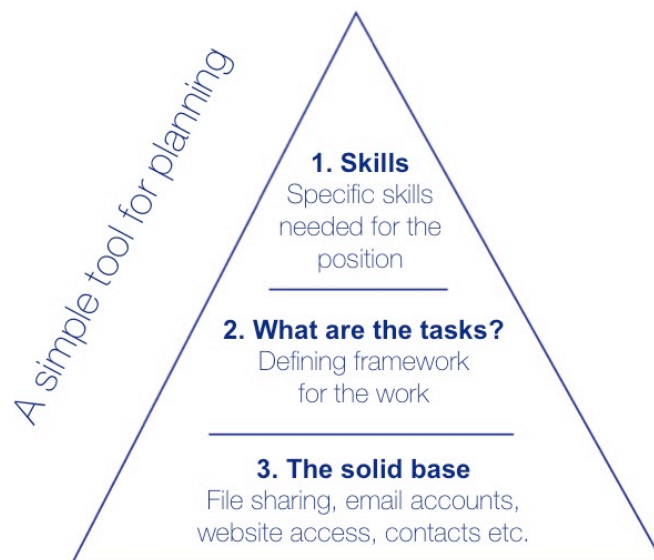 A simple tool for planning
1. Skills
Specific skills
needed for the
position
2. What are the tasks?
Defining framework
for the work
3. The solid base
File sharing, email accounts,
website access, contacts etc.